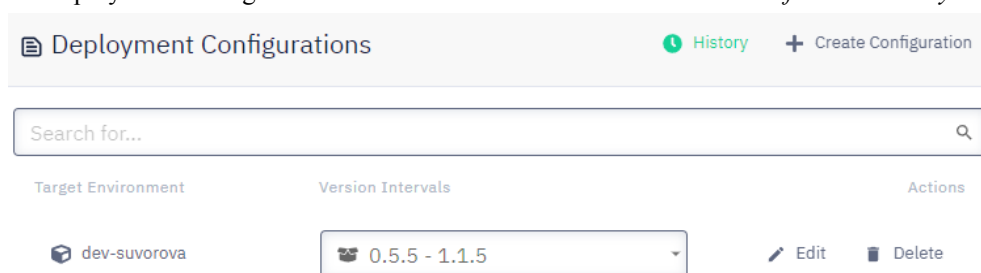 Deployment Configurations
History
Create Configuration
Search for...
Target Environment Version Intervals Actions
dev-suvorova 0.5.5 - 1.1.5 Edit Delete